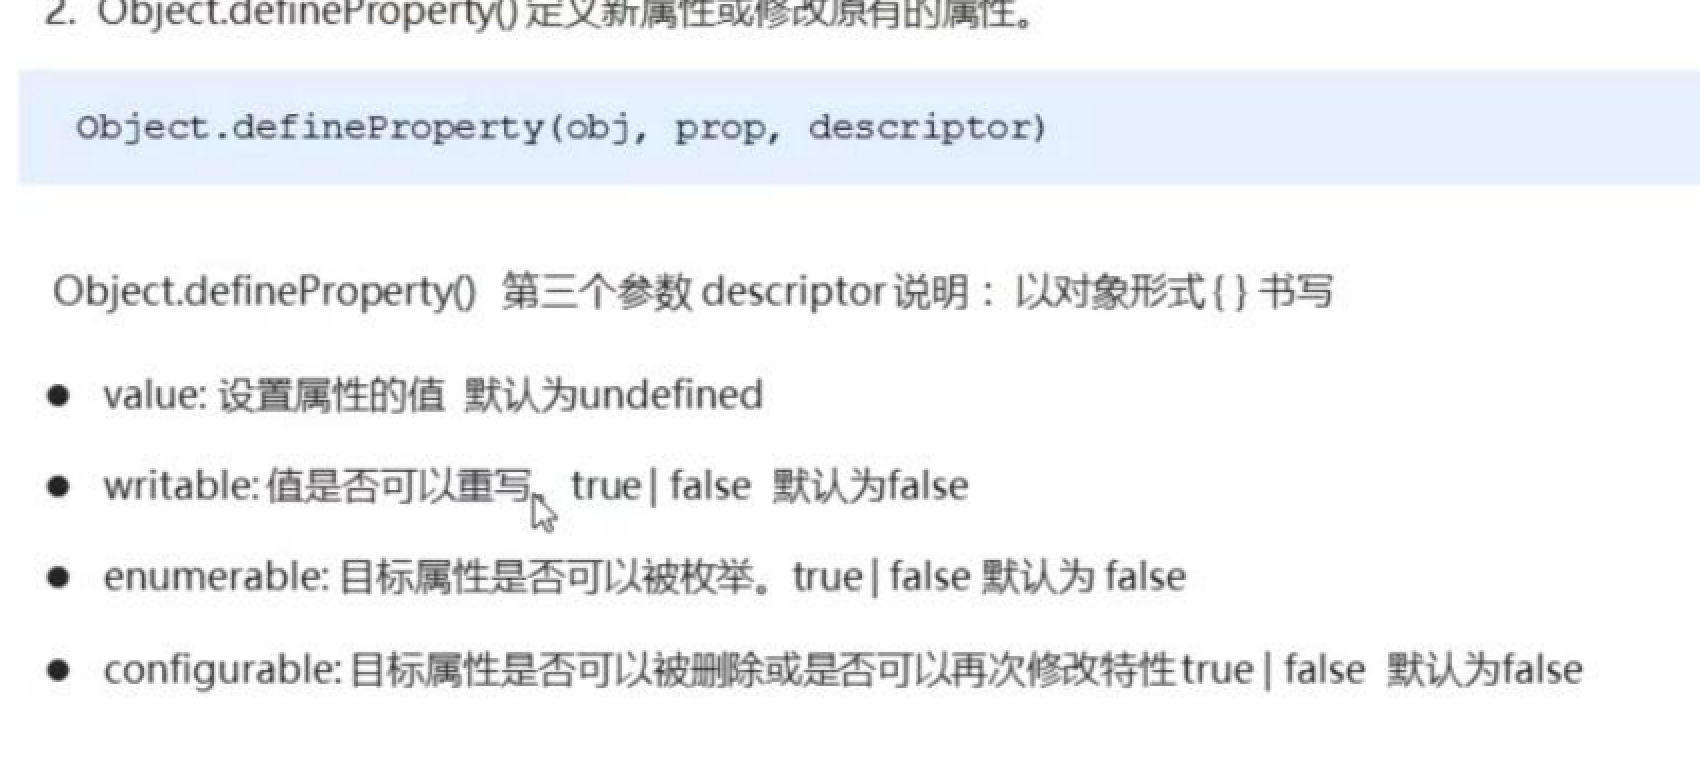 2. Object.defineProperty() 定义新属性或修改原有的属性。
Object.defineProperty(obj, prop, descriptor)
Object.defineProperty() 第三个参数 descriptor 说明： 以对象形式 { } 书写
● value: 设置属性的值 默认为undefined
● writable: 值是否可以重写。 true | false 默认为false
● enumerable: 目标属性是否可以被枚举。true | false 默认为 false
● configurable: 目标属性是否可以被删除或是否可以再次修改特性 true | false 默认为false